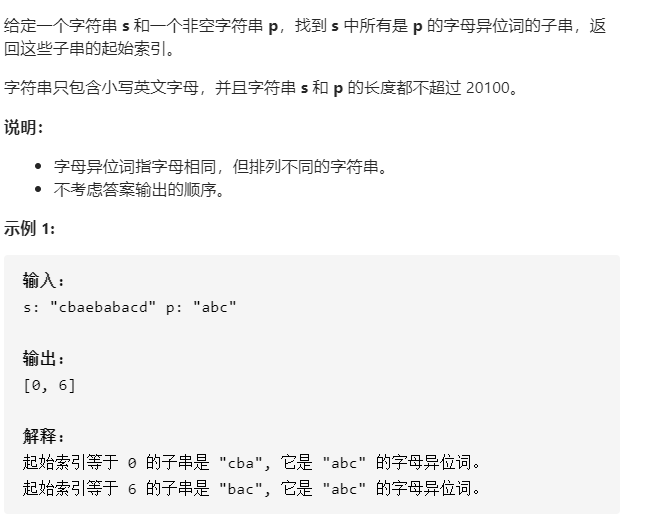 给定一个字符串 s 和一个非空字符串 p，找到 s 中所有是 p 的字母异位词的子串，返
回这些子串的起始索引。
字符串只包含小写英文字母，并且字符串 s 和 p 的长度都不超过 20100。
说明：
• 字母异位词指字母相同，但排列不同的字符串。
• 不考虑答案输出的顺序。
示例 1:
输入:
s: "cbaebabacd" p: "abc"
输出:
[0, 6]
解释:
起始索引等于 0 的子串是 "cba", 它是 "abc" 的字母异位词。
起始索引等于 6 的子串是 "bac", 它是 "abc" 的字母异位词。